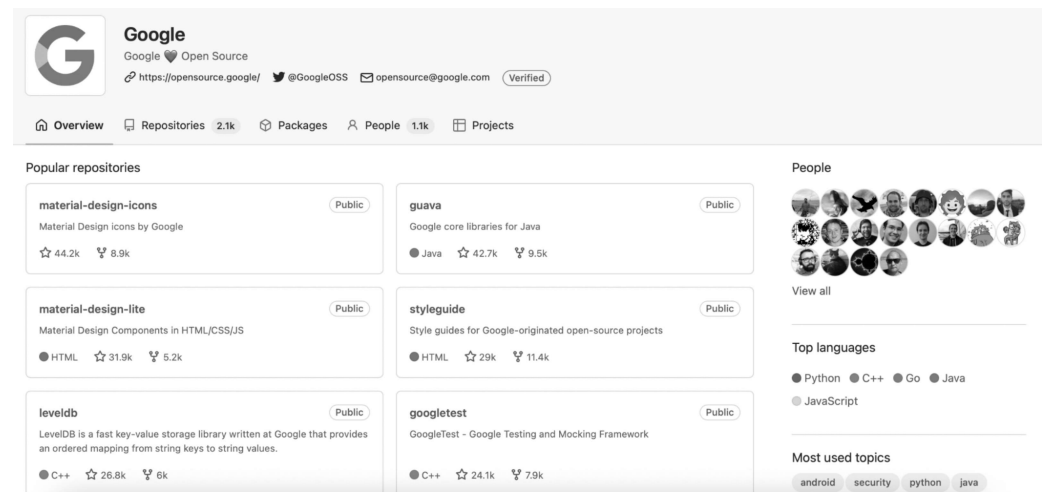 Google
Google 🖤 Open Source
https://opensource.google/ @GoogleOSS opensource@google.com Verified
Overview Repositories 2.1k Packages People 1.1k Projects
Popular repositories
material-design-icons Public
Material Design icons by Google
44.2k 8.9k
guava Public
Google core libraries for Java
Java 42.7k 9.5k
material-design-lite Public
Material Design Components in HTML/CSS/JS
HTML 31.9k 5.2k
styleguide Public
Style guides for Google-originated open-source projects
HTML 29k 11.4k
leveldb Public
LevelDB is a fast key-value storage library written at Google that provides
an ordered mapping from string keys to string values.
C++ 26.8k 6k
googletest Public
GoogleTest - Google Testing and Mocking Framework
C++ 24.1k 7.9k
People
View all
Top languages
Python C++ Go Java
JavaScript
Most used topics
android security python java